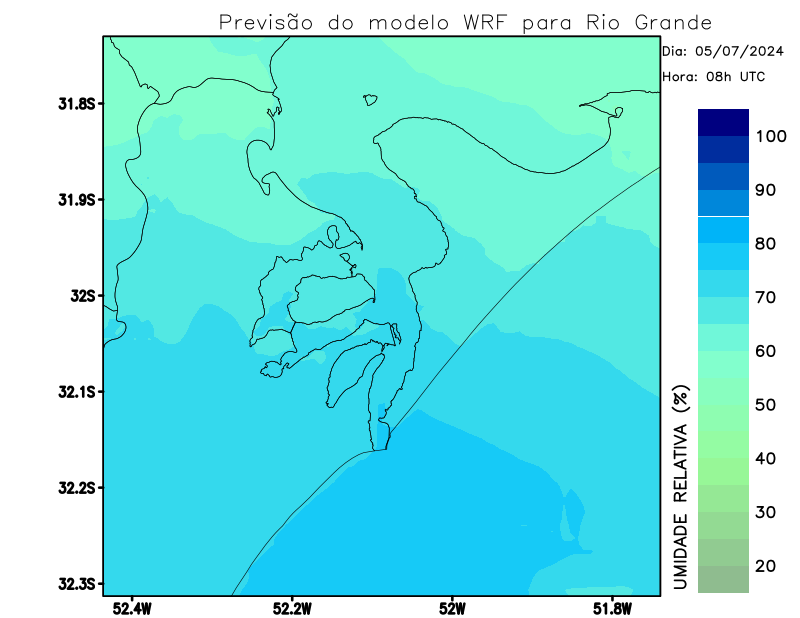 Previsão do modelo WRF para Rio Grande
Dia: 05/07/2024
Hora: 08h UTC
31.8S
31.9S
32S
32.1S
32.2S
32.3S
52.4W
52.2W
52W
51.8W
100
90
80
70
60
50
40
30
20
UMIDADE RELATIVA (%)